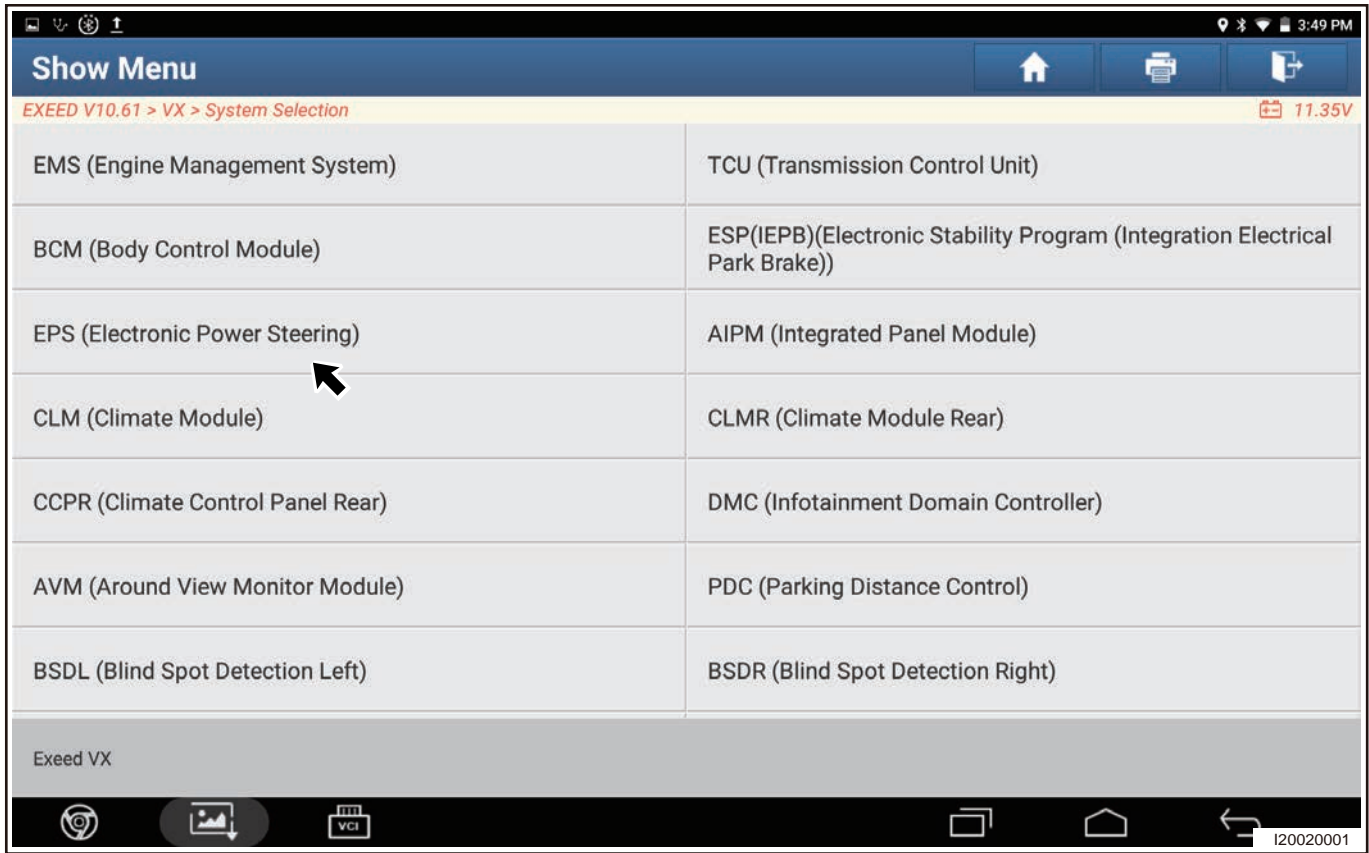 3:49 PM
Show Menu
EXEED V10.61 > VX > System Selection
11.35V
EMS (Engine Management System)
TCU (Transmission Control Unit)
BCM (Body Control Module)
ESP(IEPB)(Electronic Stability Program (Integration Electrical
Park Brake))
EPS (Electronic Power Steering)
AIPM (Integrated Panel Module)
CLM (Climate Module)
CLMR (Climate Module Rear)
CCPR (Climate Control Panel Rear)
DMC (Infotainment Domain Controller)
AVM (Around View Monitor Module)
PDC (Parking Distance Control)
BSDL (Blind Spot Detection Left)
BSDR (Blind Spot Detection Right)
Exeed VX
VCI
I20020001